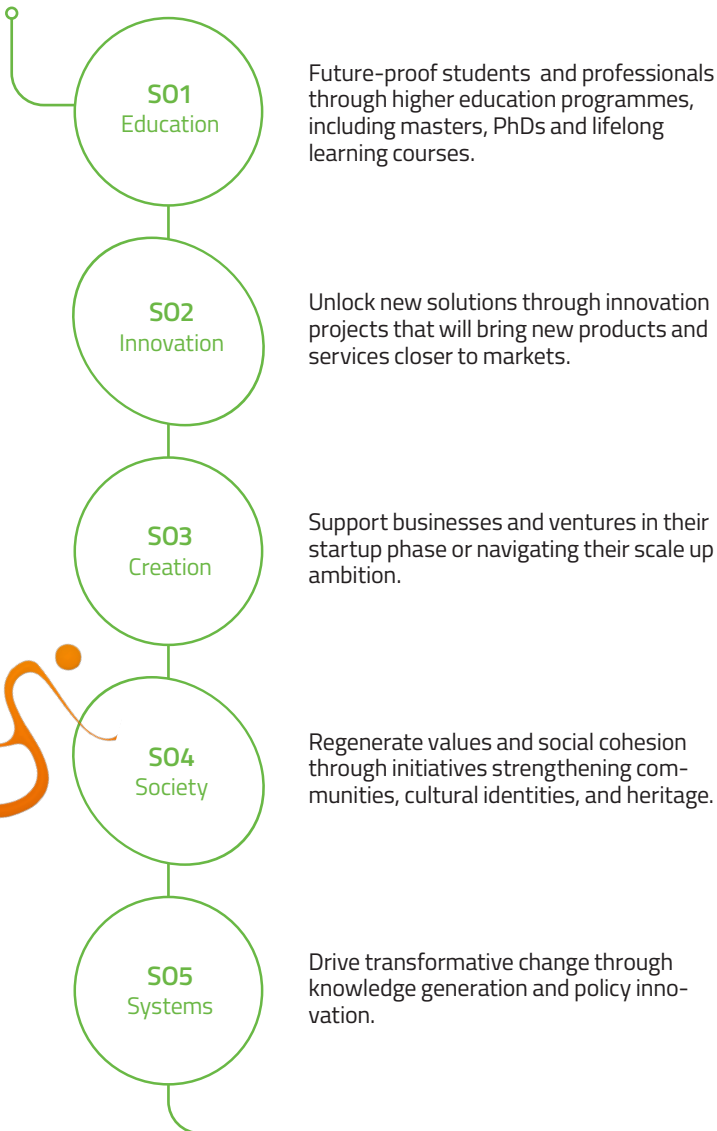 SO1
Education
Future-proof students and professionals
through higher education programmes,
including masters, PhDs and lifelong
learning courses.
SO2
Innovation
Unlock new solutions through innovation
projects that will bring new products and
services closer to markets.
SO3
Creation
Support businesses and ventures in their
startup phase or navigating their scale up
ambition.
SO4
Society
Regenerate values and social cohesion
through initiatives strengthening com-
munities, cultural identities, and heritage.
SO5
Systems
Drive transformative change through
knowledge generation and policy inno-
vation.